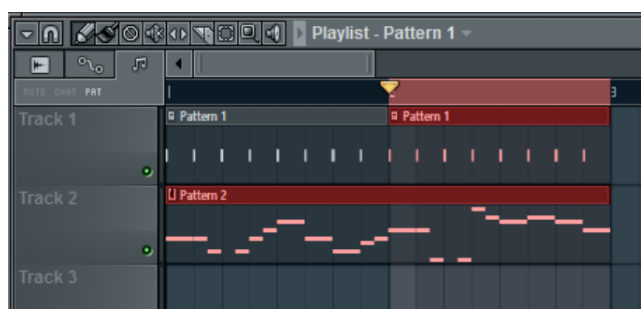 Playlist - Pattern 1
NOTE CHAN PAT
3
Track 1
Pattern 1
Pattern 1
Track 2
Pattern 2
Track 3